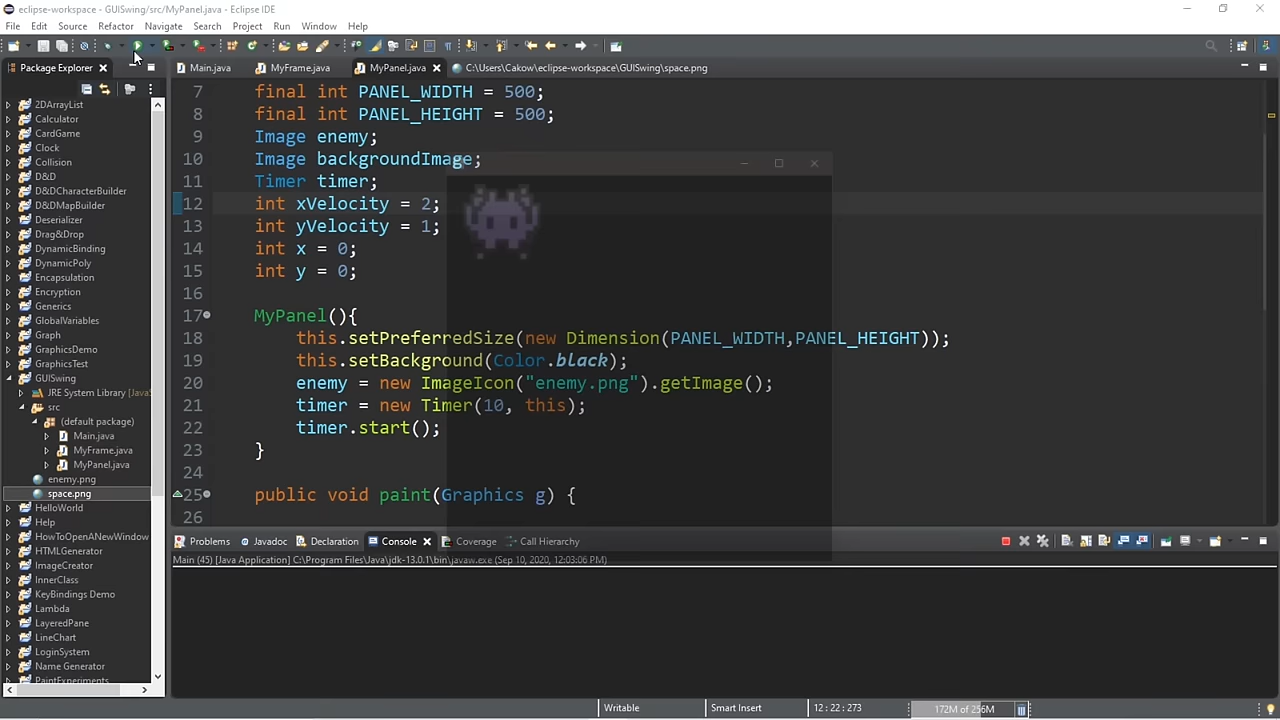 eclipse-workspace - GUISwing/src/MyPanel.java - Eclipse IDE
File Edit Source Refactor Navigate Search Project Run Window Help
Package Explorer
Main.java MyFrame.java MyPanel.java C:\Users\Cakow\eclipse-workspace\GUISwing\space.png
2DArrayList
Calculator
CardGame
Clock
Collision
D&D
D&DCharacterBuilder
D&DMapBuilder
Deserializer
Drag&Drop
DynamicBinding
DynamicPoly
Encapsulation
Encryption
Generics
GlobalVariables
Graph
GraphicsDemo
GraphicsTest
GUISwing
JRE System Library [Java
src
(default package)
Main.java
MyFrame.java
MyPanel.java
enemy.png
space.png
HelloWorld
Help
HowToOpenANewWindow
HTMLGenerator
ImageCreator
InnerClass
KeyBindings Demo
Lambda
LayeredPane
LineChart
LoginSystem
Name Generator
PaintExperiments
7 final int PANEL_WIDTH = 500;
8 final int PANEL_HEIGHT = 500;
9 Image enemy;
10 Image backgroundImage;
11 Timer timer;
12 int xVelocity = 2;
13 int yVelocity = 1;
14 int x = 0;
15 int y = 0;
16
17 MyPanel(){
18 this.setPreferredSize(new Dimension(PANEL_WIDTH,PANEL_HEIGHT));
19 this.setBackground(Color.black);
20 enemy = new ImageIcon("enemy.png").getImage();
21 timer = new Timer(10, this);
22 timer.start();
23 }
24
25 public void paint(Graphics g) {
26
Problems Javadoc Declaration Console Coverage Call Hierarchy
Main (45) [Java Application] C:\Program Files\Java\jdk-13.0.1\bin\javaw.exe (Sep 10, 2020, 12:03:06 PM)
Writable Smart Insert 12 : 22 : 273 172M of 256M